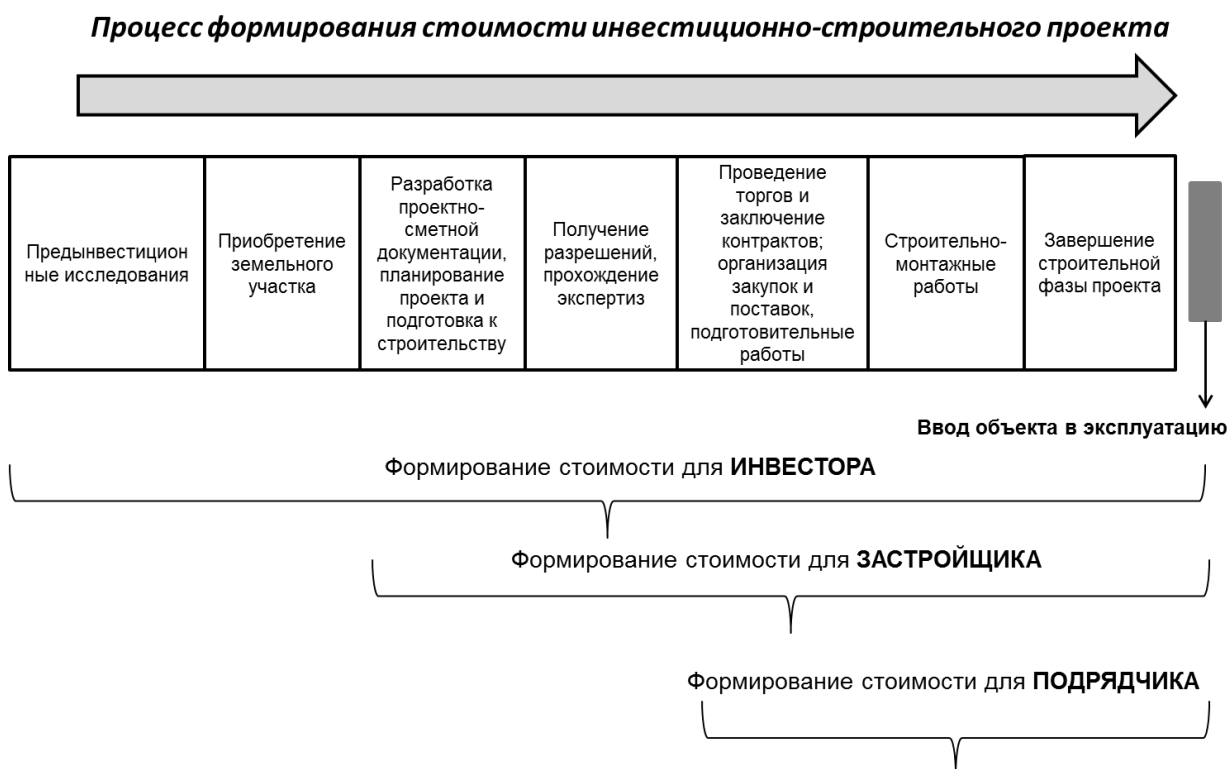 Процесс формирования стоимости инвестиционно-строительного проекта
Предынвестицион
ные исследования
Приобретение
земельного
участка
Разработка
проектно-
сметной
документации,
планирование
проекта и
подготовка к
строительству
Получение
разрешений,
прохождение
экспертиз
Проведение
торгов и
заключение
контрактов;
организация
закупок и
поставок,
подготовительные
работы
Строительно-
монтажные
работы
Завершение
строительной
фазы проекта
Ввод объекта в эксплуатацию
Формирование стоимости для ИНВЕСТОРА
Формирование стоимости для ЗАСТРОЙЩИКА
Формирование стоимости для ПОДРЯДЧИКА